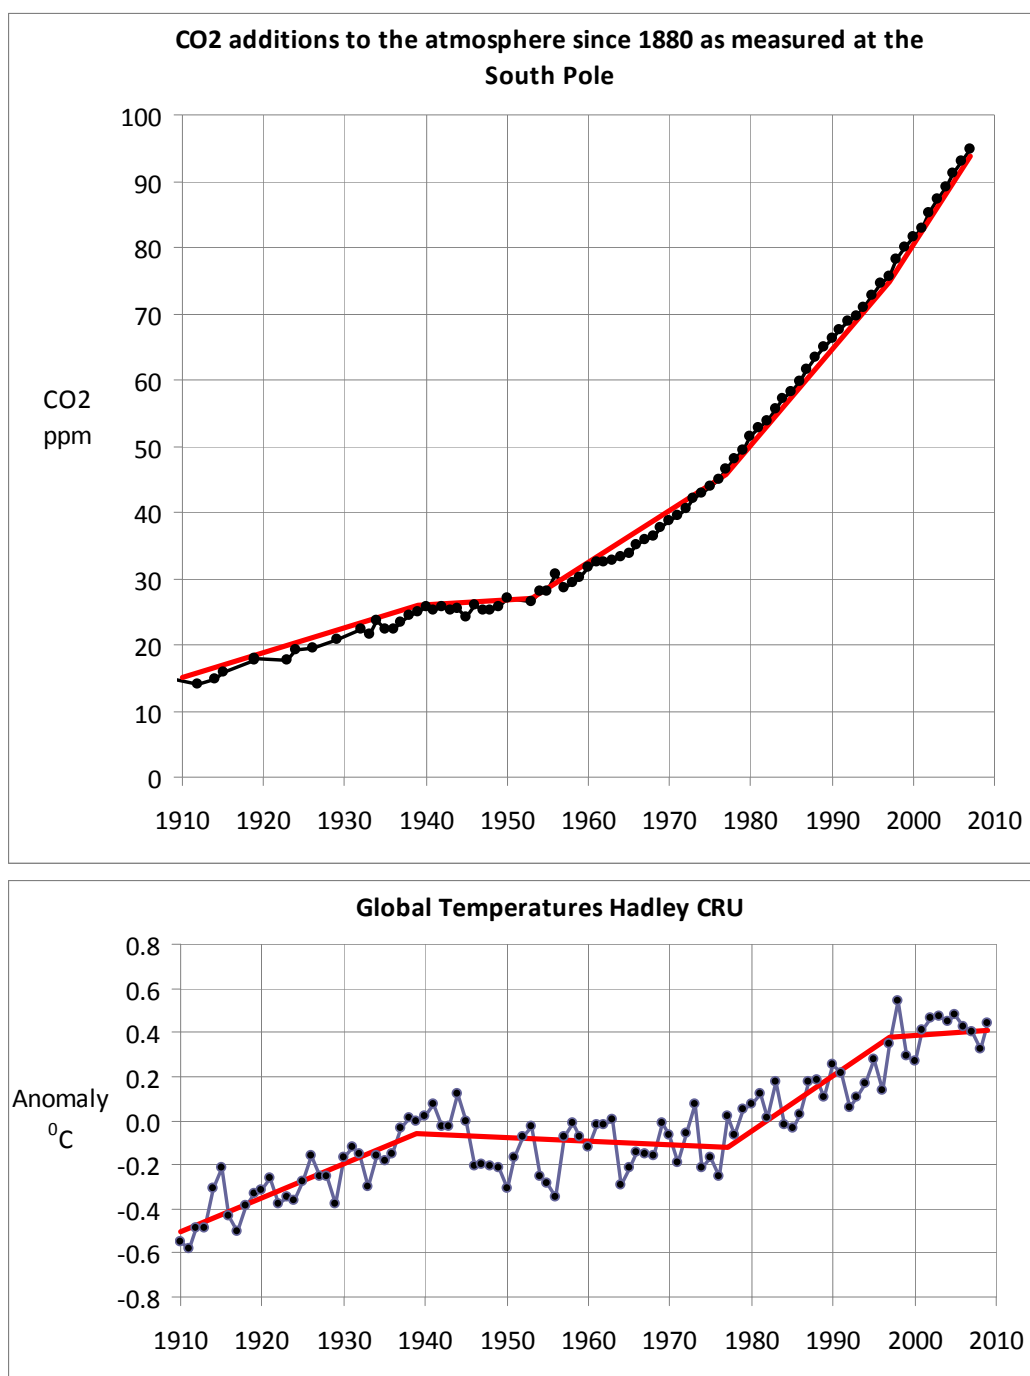 CO2 additions to the atmosphere since 1880 as measured at the
South Pole
100
90
80
70
60
50
40
30
20
10
0
CO2
ppm
1910 1920 1930 1940 1950 1960 1970 1980 1990 2000 2010
Global Temperatures Hadley CRU
0.8
0.6
0.4
0.2
0.0
-0.2
-0.4
-0.6
-0.8
Anomaly
⁰C
1910 1920 1930 1940 1950 1960 1970 1980 1990 2000 2010